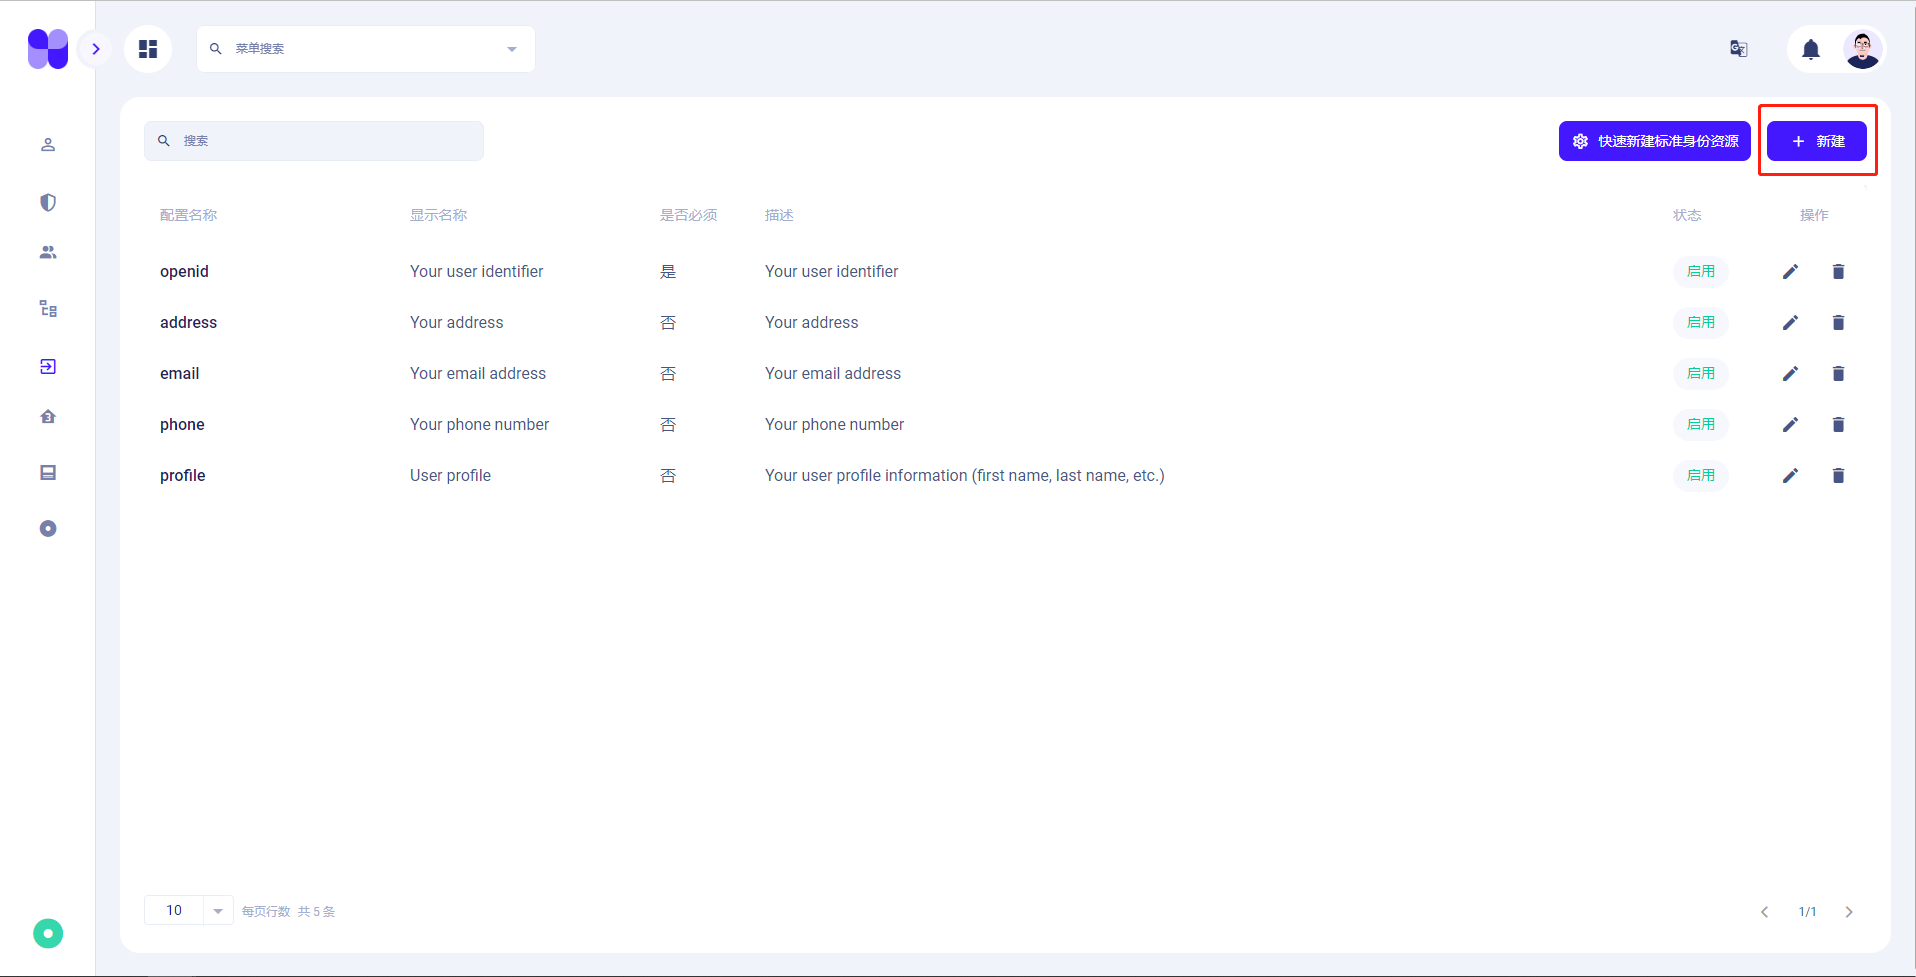 菜单搜索
搜索
快速新建标准身份资源
新建
配置名称 显示名称 是否必须 描述 状态 操作
openid Your user identifier 是 Your user identifier 启用
address Your address 否 Your address 启用
email Your email address 否 Your email address 启用
phone Your phone number 否 Your phone number 启用
profile User profile 否 Your user profile information (first name, last name, etc.) 启用
10 每页行数 共 5 条 1/1